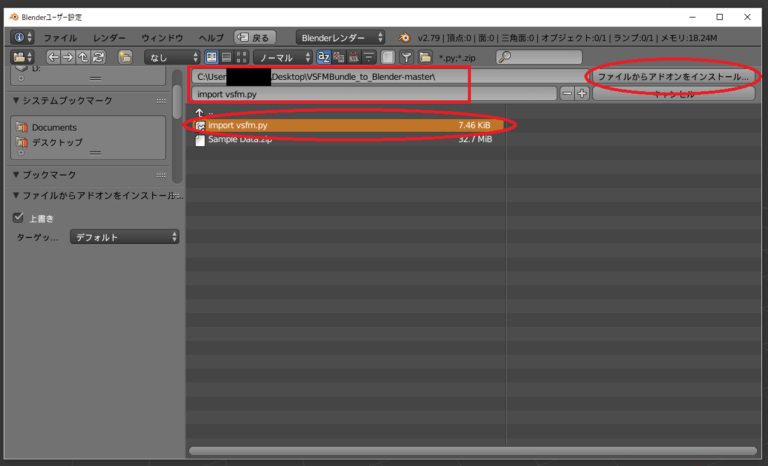 Blenderユーザー設定
ファイル レンダー ウィンドウ ヘルプ 戻る Blenderレンダー v2.79 | 頂点:0 | 面:0 | 三角面:0 | オブジェクト:0/1 | ランプ:0/1 | メモリ:18.24M
なし ノーマル *.py;*.zip
D:
C:\User Desktop\VSFMBundle_to_Blender-master\ ファイルからアドオンをインストール...
import vsfm.py キャンセル
システムブックマーク
..
Documents
import vsfm.py 7.46 KiB
デスクトップ
Sample Data.zip 32.7 MiB
ブックマーク
ファイルからアドオンをインストール...
上書き
ターゲッ... デフォルト